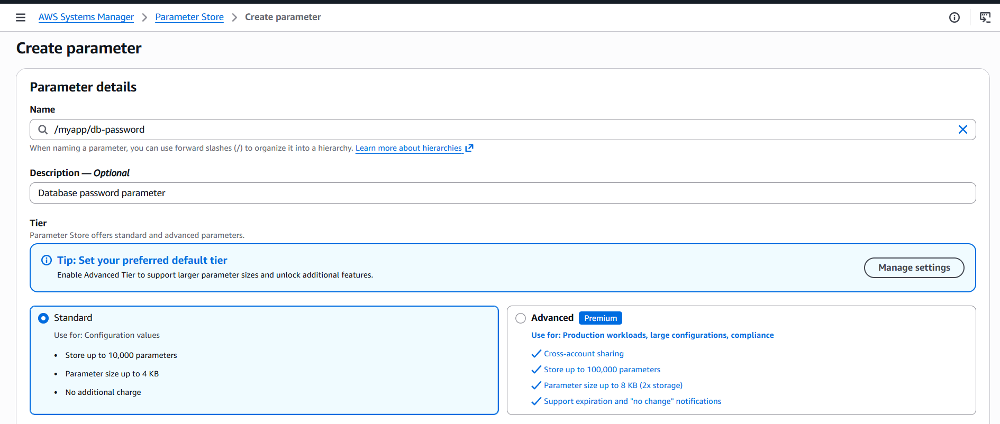 AWS Systems Manager > Parameter Store > Create parameter
Create parameter
Parameter details
Name
/myapp/db-password
When naming a parameter, you can use forward slashes (/) to organize it into a hierarchy. Learn more about hierarchies
Description — Optional
Database password parameter
Tier
Parameter Store offers standard and advanced parameters.
Tip: Set your preferred default tier
Enable Advanced Tier to support larger parameter sizes and unlock additional features.
Manage settings
Standard
Use for: Configuration values
• Store up to 10,000 parameters
• Parameter size up to 4 KB
• No additional charge
Advanced Premium
Use for: Production workloads, large configurations, compliance
Cross-account sharing
Store up to 100,000 parameters
Parameter size up to 8 KB (2x storage)
Support expiration and "no change" notifications